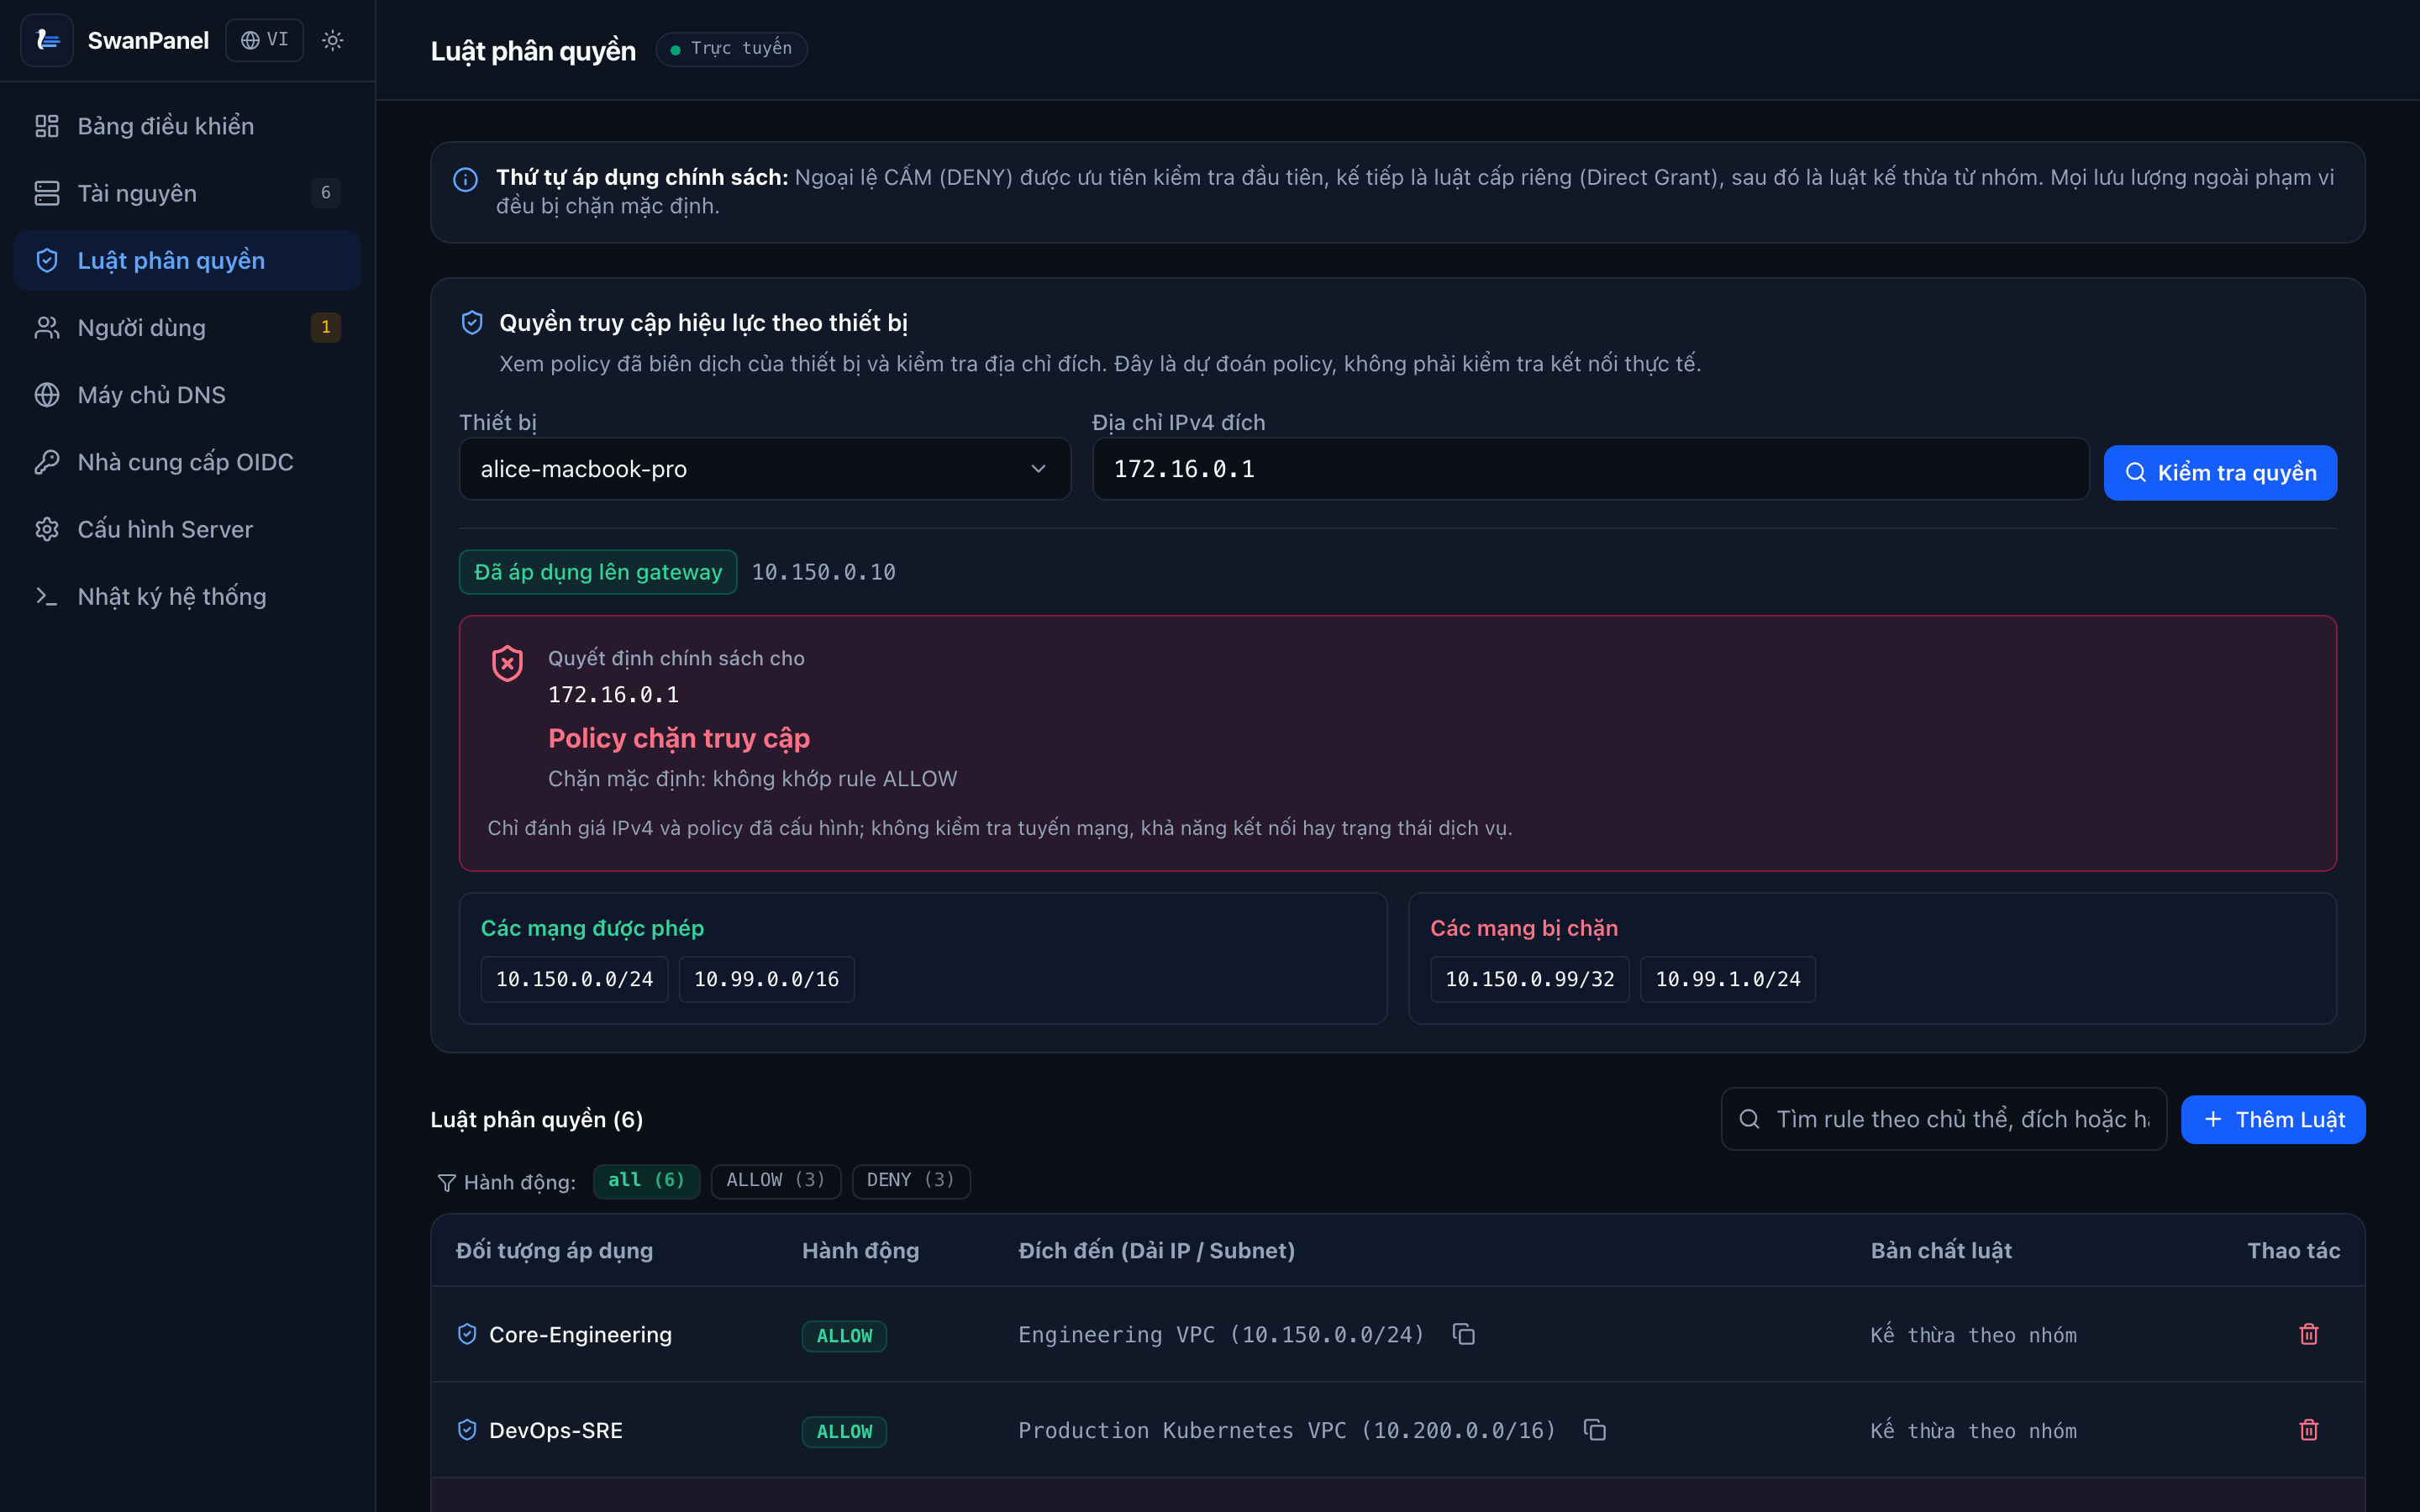 SwanPanel
VI
Luật phân quyền
Trực tuyến
Bảng điều khiển
Tài nguyên
6
Luật phân quyền
Người dùng
1
Máy chủ DNS
Nhà cung cấp OIDC
Cấu hình Server
Nhật ký hệ thống
Thứ tự áp dụng chính sách: Ngoại lệ CẤM (DENY) được ưu tiên kiểm tra đầu tiên, kế tiếp là luật cấp riêng (Direct Grant), sau đó là luật kế thừa từ nhóm. Mọi lưu lượng ngoài phạm vi
đều bị chặn mặc định.
Quyền truy cập hiệu lực theo thiết bị
Xem policy đã biên dịch của thiết bị và kiểm tra địa chỉ đích. Đây là dự đoán policy, không phải kiểm tra kết nối thực tế.
Thiết bị
Địa chỉ IPv4 đích
alice-macbook-pro
172.16.0.1
Kiểm tra quyền
Đã áp dụng lên gateway
10.150.0.10
Quyết định chính sách cho
172.16.0.1
Policy chặn truy cập
Chặn mặc định: không khớp rule ALLOW
Chỉ đánh giá IPv4 và policy đã cấu hình; không kiểm tra tuyến mạng, khả năng kết nối hay trạng thái dịch vụ.
Các mạng được phép
10.150.0.0/24
10.99.0.0/16
Các mạng bị chặn
10.150.0.99/32
10.99.1.0/24
Luật phân quyền (6)
Tìm rule theo chủ thể, đích hoặc
Thêm Luật
Hành động:
all (6)
ALLOW (3)
DENY (3)
Đối tượng áp dụng
Hành động
Đích đến (Dải IP / Subnet)
Bản chất luật
Thao tác
Core-Engineering
ALLOW
Engineering VPC (10.150.0.0/24)
Kế thừa theo nhóm
DevOps-SRE
ALLOW
Production Kubernetes VPC (10.200.0.0/16)
Kế thừa theo nhóm